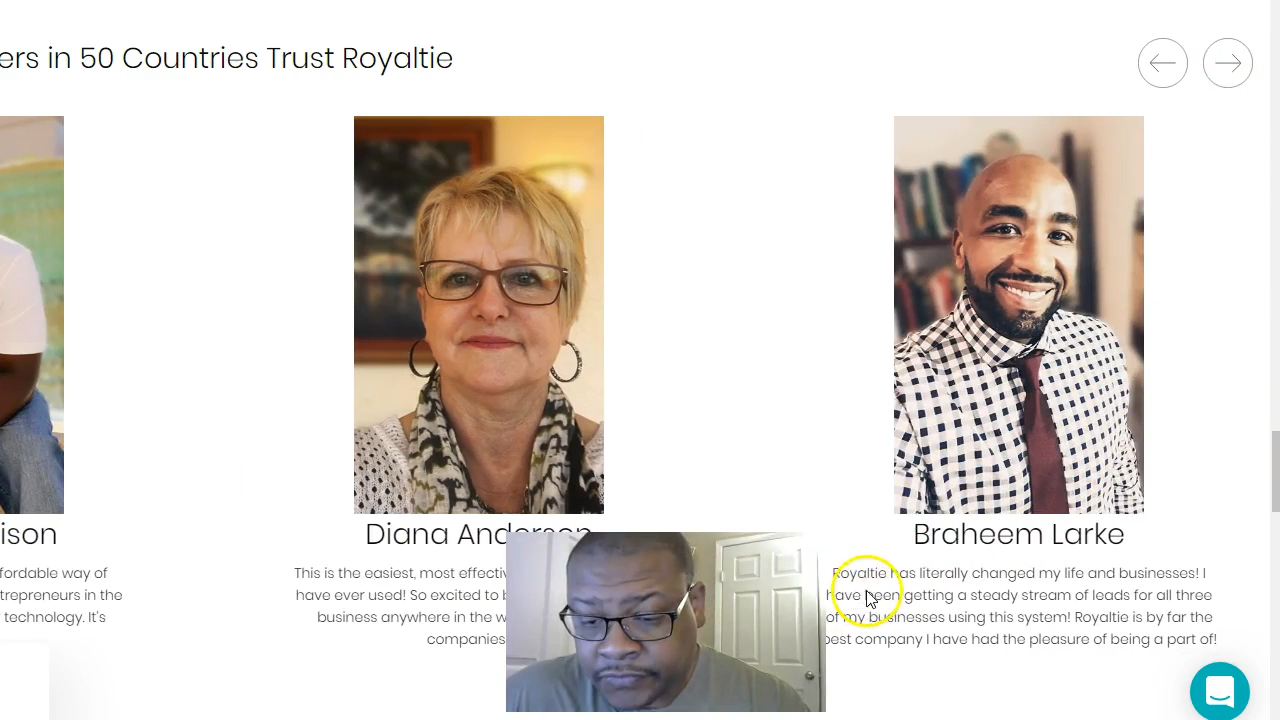 ers in 50 Countries Trust Royaltie
ison
fordable way of
trepreneurs in the
technology. It's
Diana Anderson
This is the easiest, most effectiv
have ever used! So excited to b
business anywhere in the w
companies
Braheem Larke
Royaltie has literally changed my life and businesses! I
have been getting a steady stream of leads for all three
of my businesses using this system! Royaltie is by far the
best company I have had the pleasure of being a part of!